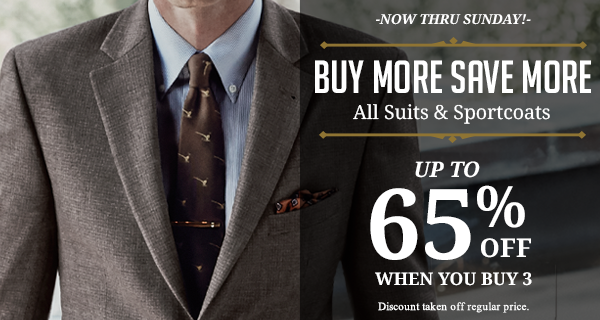 -NOW THRU SUNDAY!-
BUY MORE SAVE MORE
All Suits & Sportcoats
UP TO
65%
OFF
WHEN YOU BUY 3
Discount taken off regular price.